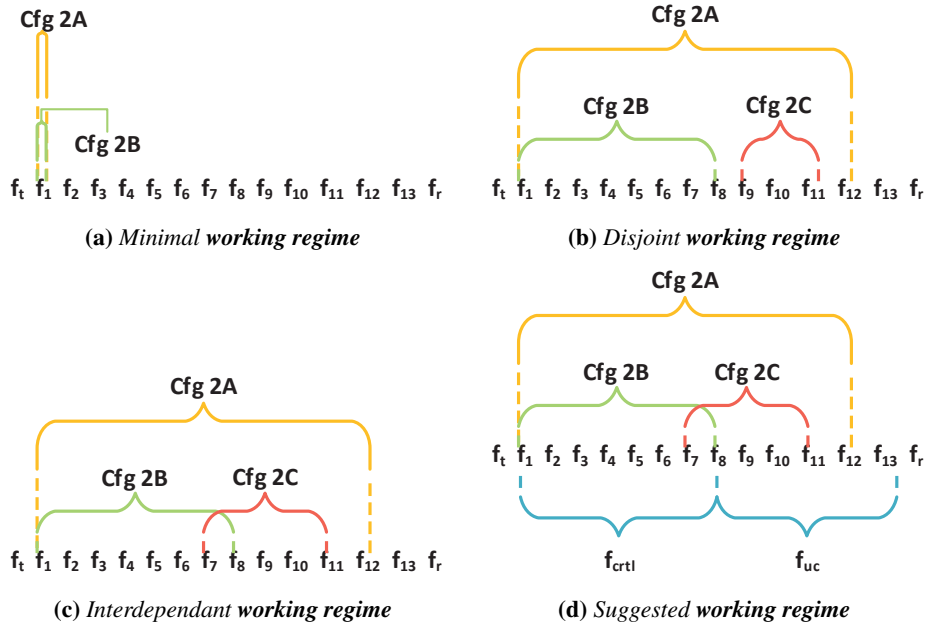 Cfg 2A
Cfg 2B
f_t f_1 f_2 f_3 f_4 f_5 f_6 f_7 f_8 f_9 f_10 f_11 f_12 f_13 f_r
(a) Minimal working regime
Cfg 2A
Cfg 2B Cfg 2C
f_t f_1 f_2 f_3 f_4 f_5 f_6 f_7 f_8 f_9 f_10 f_11 f_12 f_13 f_r
(b) Disjoint working regime
Cfg 2A
Cfg 2B Cfg 2C
f_t f_1 f_2 f_3 f_4 f_5 f_6 f_7 f_8 f_9 f_10 f_11 f_12 f_13 f_r
(c) Interdependant working regime
Cfg 2A
Cfg 2B Cfg 2C
f_t f_1 f_2 f_3 f_4 f_5 f_6 f_7 f_8 f_9 f_10 f_11 f_12 f_13 f_r
f_crtl f_uc
(d) Suggested working regime